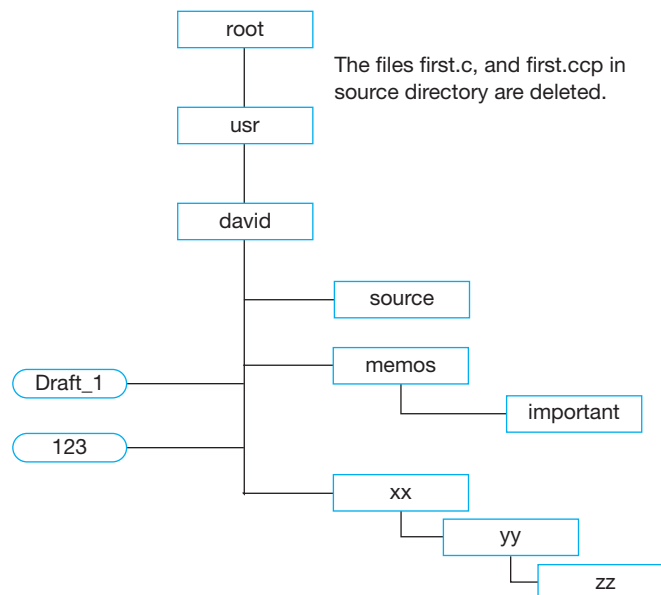 root
The files first.c, and first.ccp in
source directory are deleted.
usr
david
source
memos
Draft_1
important
123
xx
yy
zz